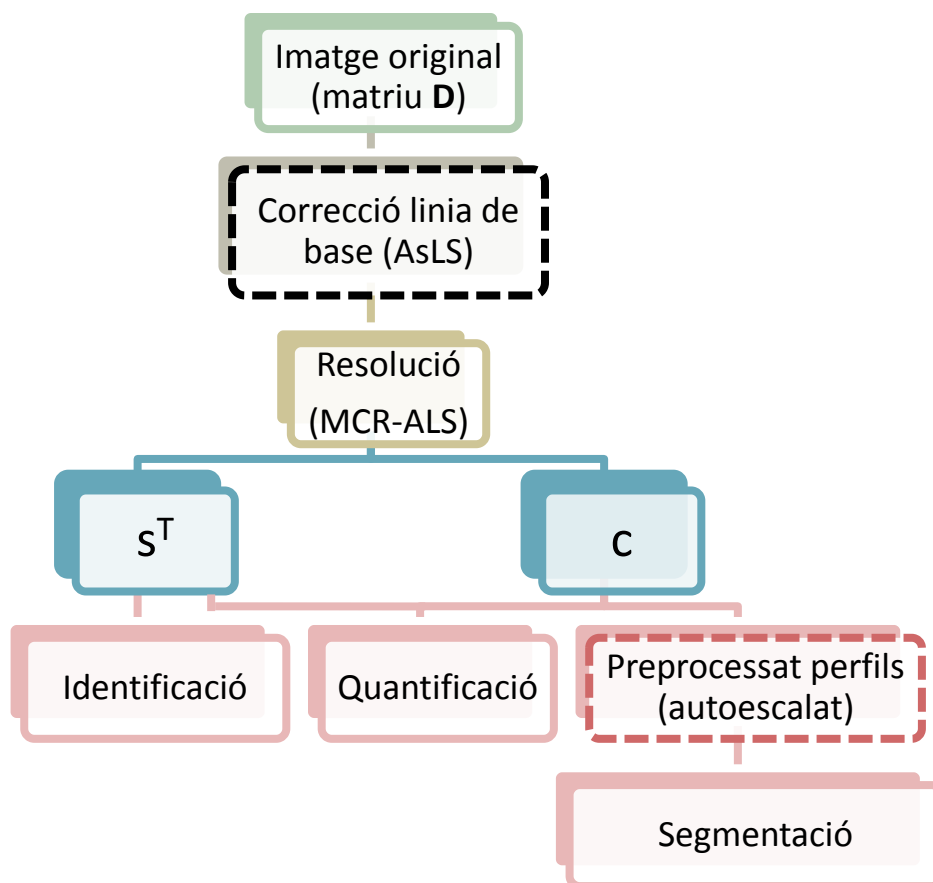 Imatge original
(matriu D)
Correcció linia de
base (AsLS)
Resolució
(MCR-ALS)
S^T
C
Identificació
Quantificació
Preprocessat perfils
(autoescalat)
Segmentació